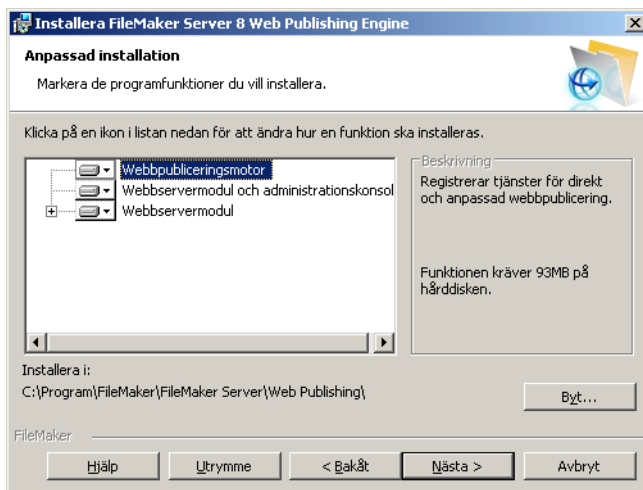 Installera FileMaker Server 8 Web Publishing Engine
Anpassad installation
Markera de programfunktioner du vill installera.
Klicka på en ikon i listan nedan för att ändra hur en funktion ska installeras.
Webbpubliceringsmotor
Webbservermodul och administrationskonsol
Webbservermodul
Beskrivning
Registrerar tjänster för direkt
och anpassad webbpublicering.
Funktionen kräver 93MB på
hårddisken.
Installera i:
C:\Program\FileMaker\FileMaker Server\Web Publishing\
Byt...
FileMaker
Hjälp
Utrymme
< Bakåt
Nästa >
Avbryt